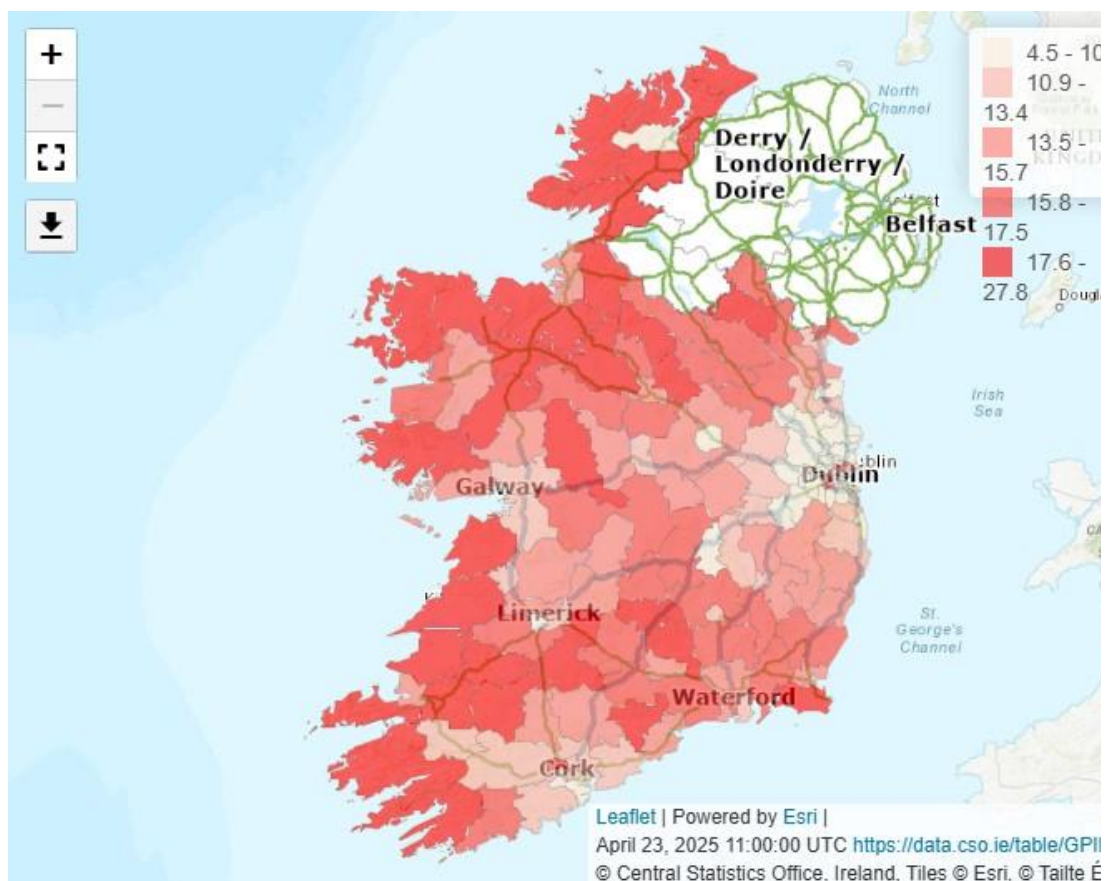 +
−
North
Channel
4.5 - 10
10.9 -
13.4
13.5 -
15.7
15.8 -
17.5
17.6 -
27.8
Derry /
Londonderry /
Doire
Belfast
Dougl
Irish
Sea
Dublin
Galway
Limerick
St.
George's
Channel
Waterford
Cork
Leaflet | Powered by Esri |
April 23, 2025 11:00:00 UTC https://data.cso.ie/table/GPII
© Central Statistics Office, Ireland, Tiles © Esri, © Tailte É